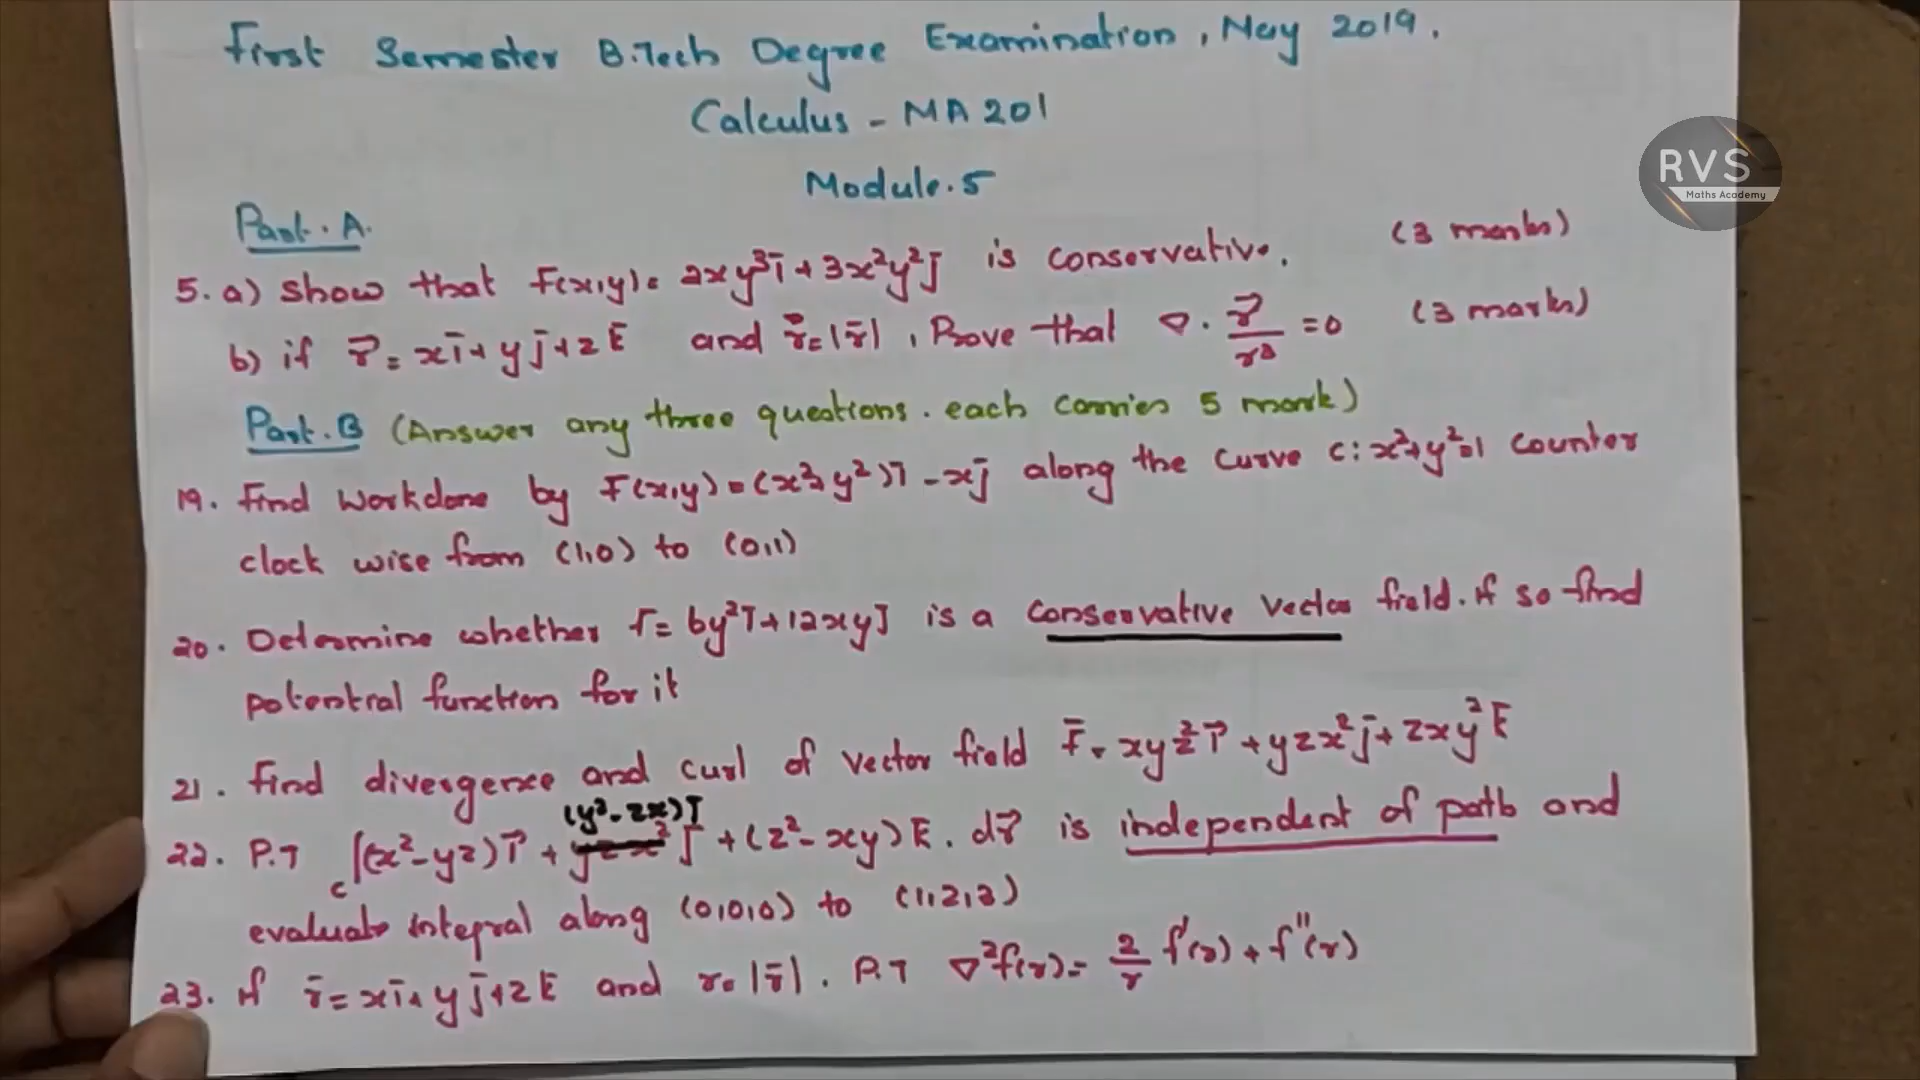 First Semester B.Tech Degree Examination, May 2019.
Calculus - MA 201
Module.5
RVS
Maths Academy
Part.A.
5. a) Show that F(x,y) = 2xy³i̅ + 3x²y²j̅ is conservative. (3 marks)
b) if r⃗ = xi̅ + yj̅ + zk̅ and r = |r̅|, Prove that ∇ . r⃗/r³ = 0 (3 marks)
Part.B (Answer any three questions. each carries 5 mark)
19. Find workdone by F(x,y) = (x²+y²)i̅ - xj̅ along the curve C: x²+y²=1 counter
clock wise from (1,0) to (0,1)
20. Determine whether F = 6y²i̅ + 12xyj̅ is a conservative vector field. If so find
potential function for it
21. Find divergence and curl of vector field F̅ = xyz²i⃗ + yzx²j̅ + zxy²k̅
(y²-zx)j̅
22. P.T ∫(x²-yz)i⃗ + yzx²j̅ + (z²-xy)k̅ . dr⃗ is independent of path and
c
evaluate integral along (0,0,0) to (1,2,3)
23. If r̅ = xi̅ + yj̅ + zk̅ and r = |r̅|. P.T ∇²f(r) = 2/r f'(r) + f''(r)